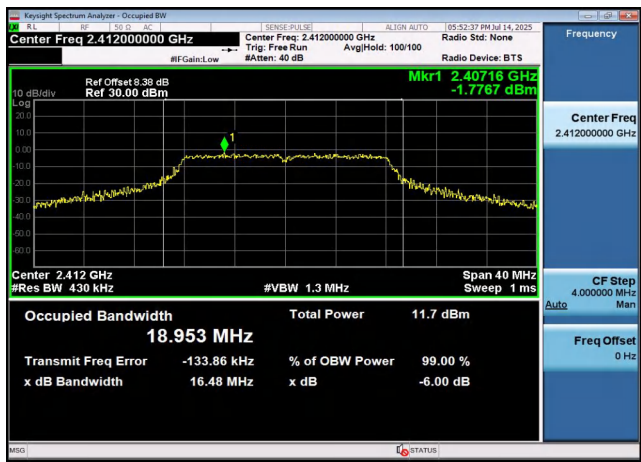 Keysight Spectrum Analyzer - Occupied BW
RL RF 50 Ω AC SENSE:PULSE ALIGN AUTO 05:52:37 PM Jul 14, 2025
Center Freq 2.412000000 GHz Center Freq: 2.412000000 GHz Radio Std: None Frequency
Trig: Free Run Avg|Hold: 100/100
#IFGain:Low #Atten: 40 dB Radio Device: BTS
Ref Offset 8.38 dB Mkr1 2.40716 GHz
10 dB/div Ref 30.00 dBm -1.7767 dBm
Log
20.0
10.0
0.00
-10.0
-20.0
-30.0
-40.0
-50.0
-60.0
1
Center 2.412 GHz Span 40 MHz
#Res BW 430 kHz #VBW 1.3 MHz Sweep 1 ms
Occupied Bandwidth Total Power 11.7 dBm
18.953 MHz
Transmit Freq Error -133.86 kHz % of OBW Power 99.00 %
x dB Bandwidth 16.48 MHz x dB -6.00 dB
Center Freq
2.412000000 GHz
CF Step
4.000000 MHz
Auto Man
Freq Offset
0 Hz
MSG STATUS